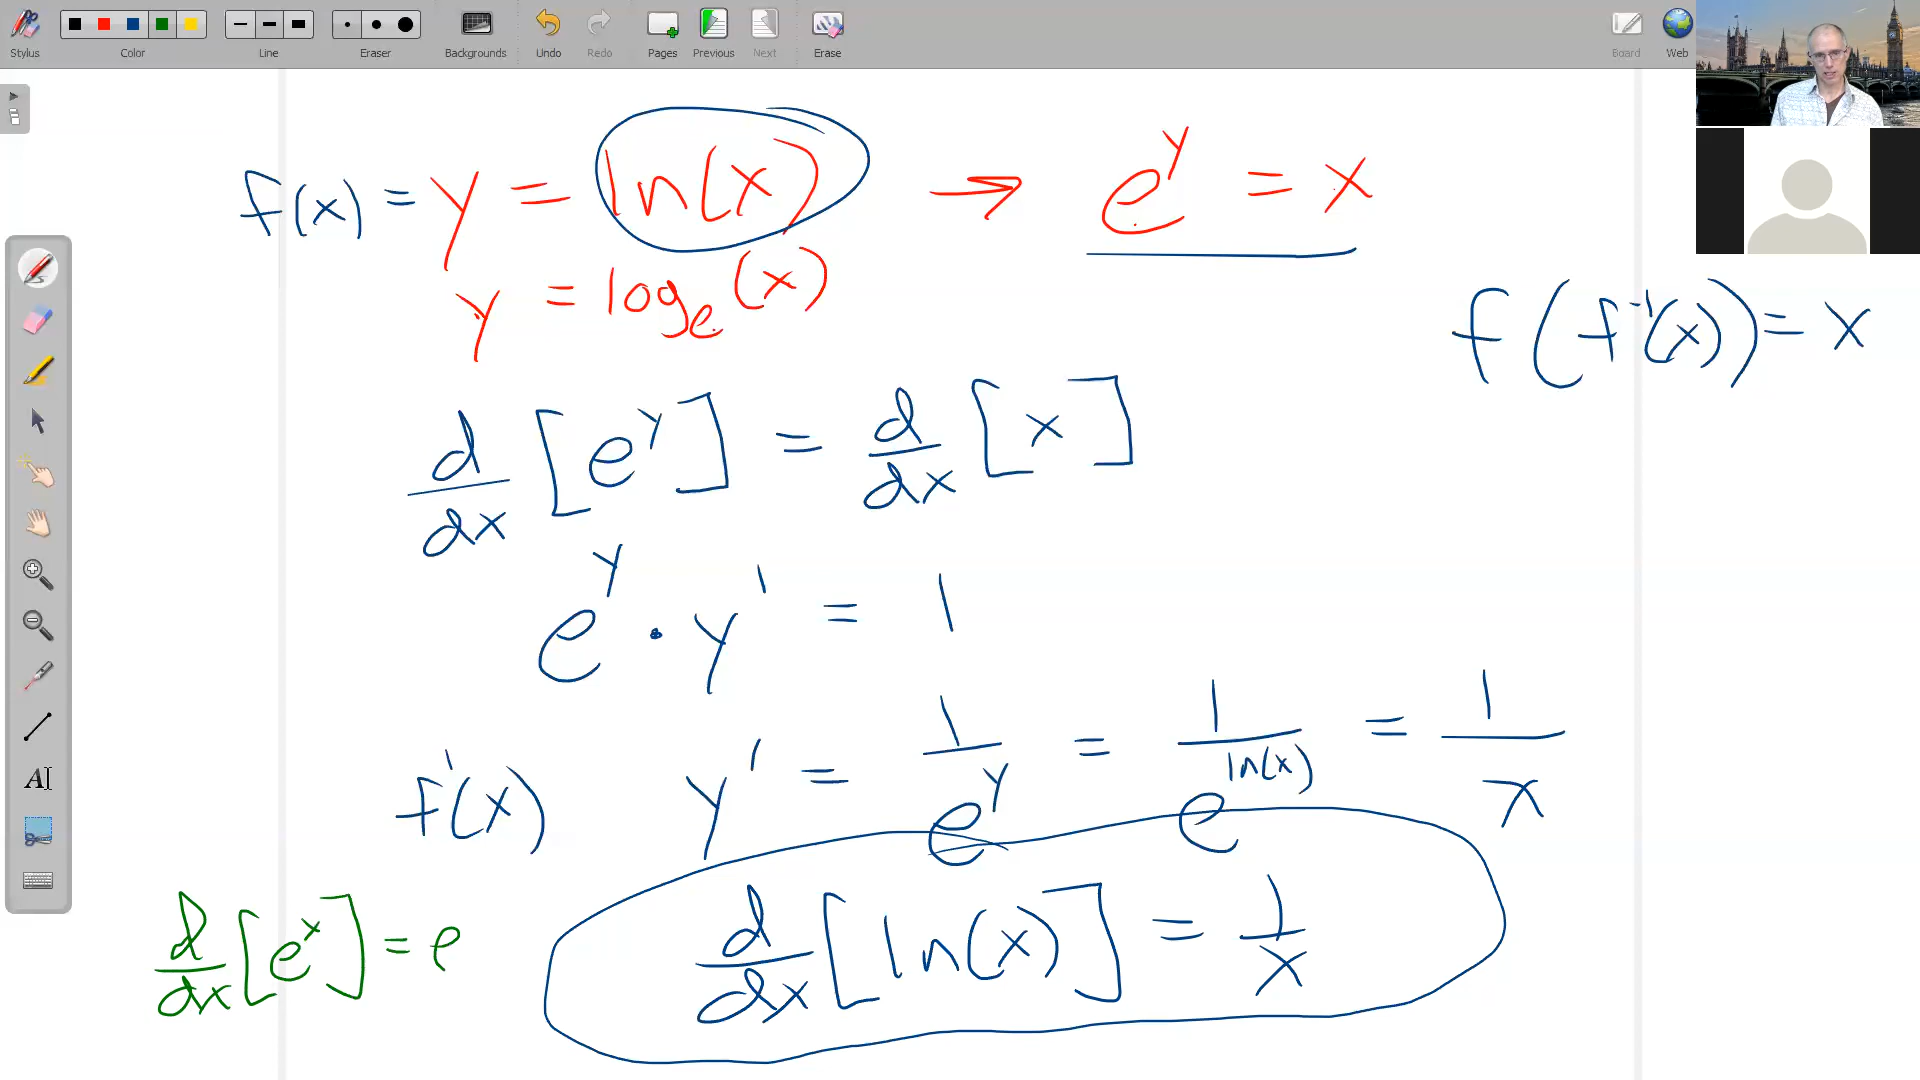 Stylus Color Line Eraser Backgrounds Undo Redo Pages Previous Next Erase Board Web
f(x) = y = ln(x) → e^y = x
y = log_e(x)
f(f⁻¹(x)) = x
d/dx [e^y] = d/dx [x]
e^y · y' = 1
f'(x) y' = 1/e^y = 1/e^ln(x) = 1/x
d/dx [e^x] = e
d/dx [ln(x)] = 1/x